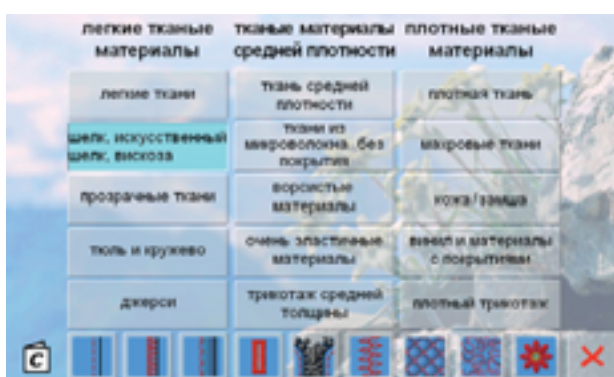 легкие тканые
материалы
тканые материалы
средней плотности
плотные тканые
материалы
легкие ткани
ткань средней
плотности
плотная ткань
шелк, искусственный
шелк, вискоза
ткани из
микроволокна, без
покрытия
махровые ткани
прозрачные ткани
ворсистые
материалы
кожа/замша
тюль и кружево
очень эластичные
материалы
винил и материалы
с покрытиями
джерси
трикотаж средней
толщины
плотный трикотаж
C